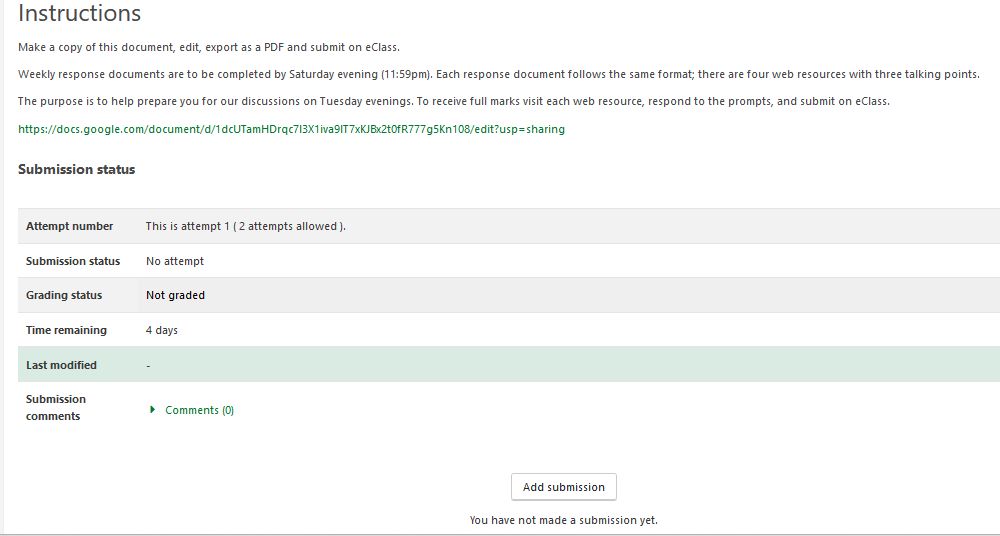 Instructions
Make a copy of this document, edit, export as a PDF and submit on eClass.
Weekly response documents are to be completed by Saturday evening (11:59pm). Each response document follows the same format; there are four web resources with three talking points.
The purpose is to help prepare you for our discussions on Tuesday evenings. To receive full marks visit each web resource, respond to the prompts, and submit on eClass.
https://docs.google.com/document/d/1dcUTamHDrqc7I3X1iva9IT7xKJBx2t0fR777g5Kn108/edit?usp=sharing
Submission status
Attempt number This is attempt 1 ( 2 attempts allowed ).
Submission status No attempt
Grading status Not graded
Time remaining 4 days
Last modified -
Submission
comments Comments (0)
Add submission
You have not made a submission yet.